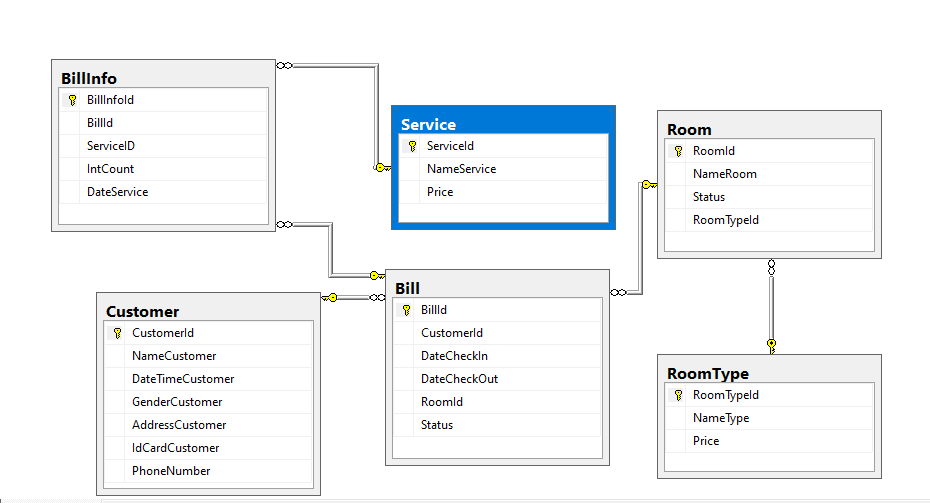 BillInfo
BillInfoId
BillId
ServiceID
IntCount
DateService
Service
ServiceId
NameService
Price
Room
RoomId
NameRoom
Status
RoomTypeId
Customer
CustomerId
NameCustomer
DateTimeCustomer
GenderCustomer
AddressCustomer
IdCardCustomer
PhoneNumber
Bill
BillId
CustomerId
DateCheckIn
DateCheckOut
RoomId
Status
RoomType
RoomTypeId
NameType
Price